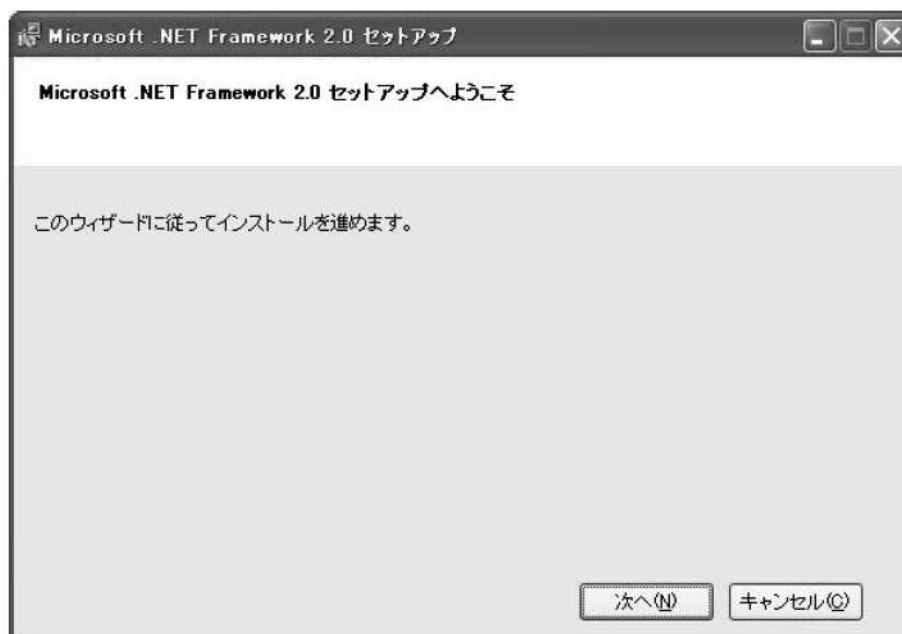 Microsoft .NET Framework 2.0 セットアップ
Microsoft .NET Framework 2.0 セットアップへようこそ
このウィザードに従ってインストールを進めます。
次へ(N)
キャンセル(C)